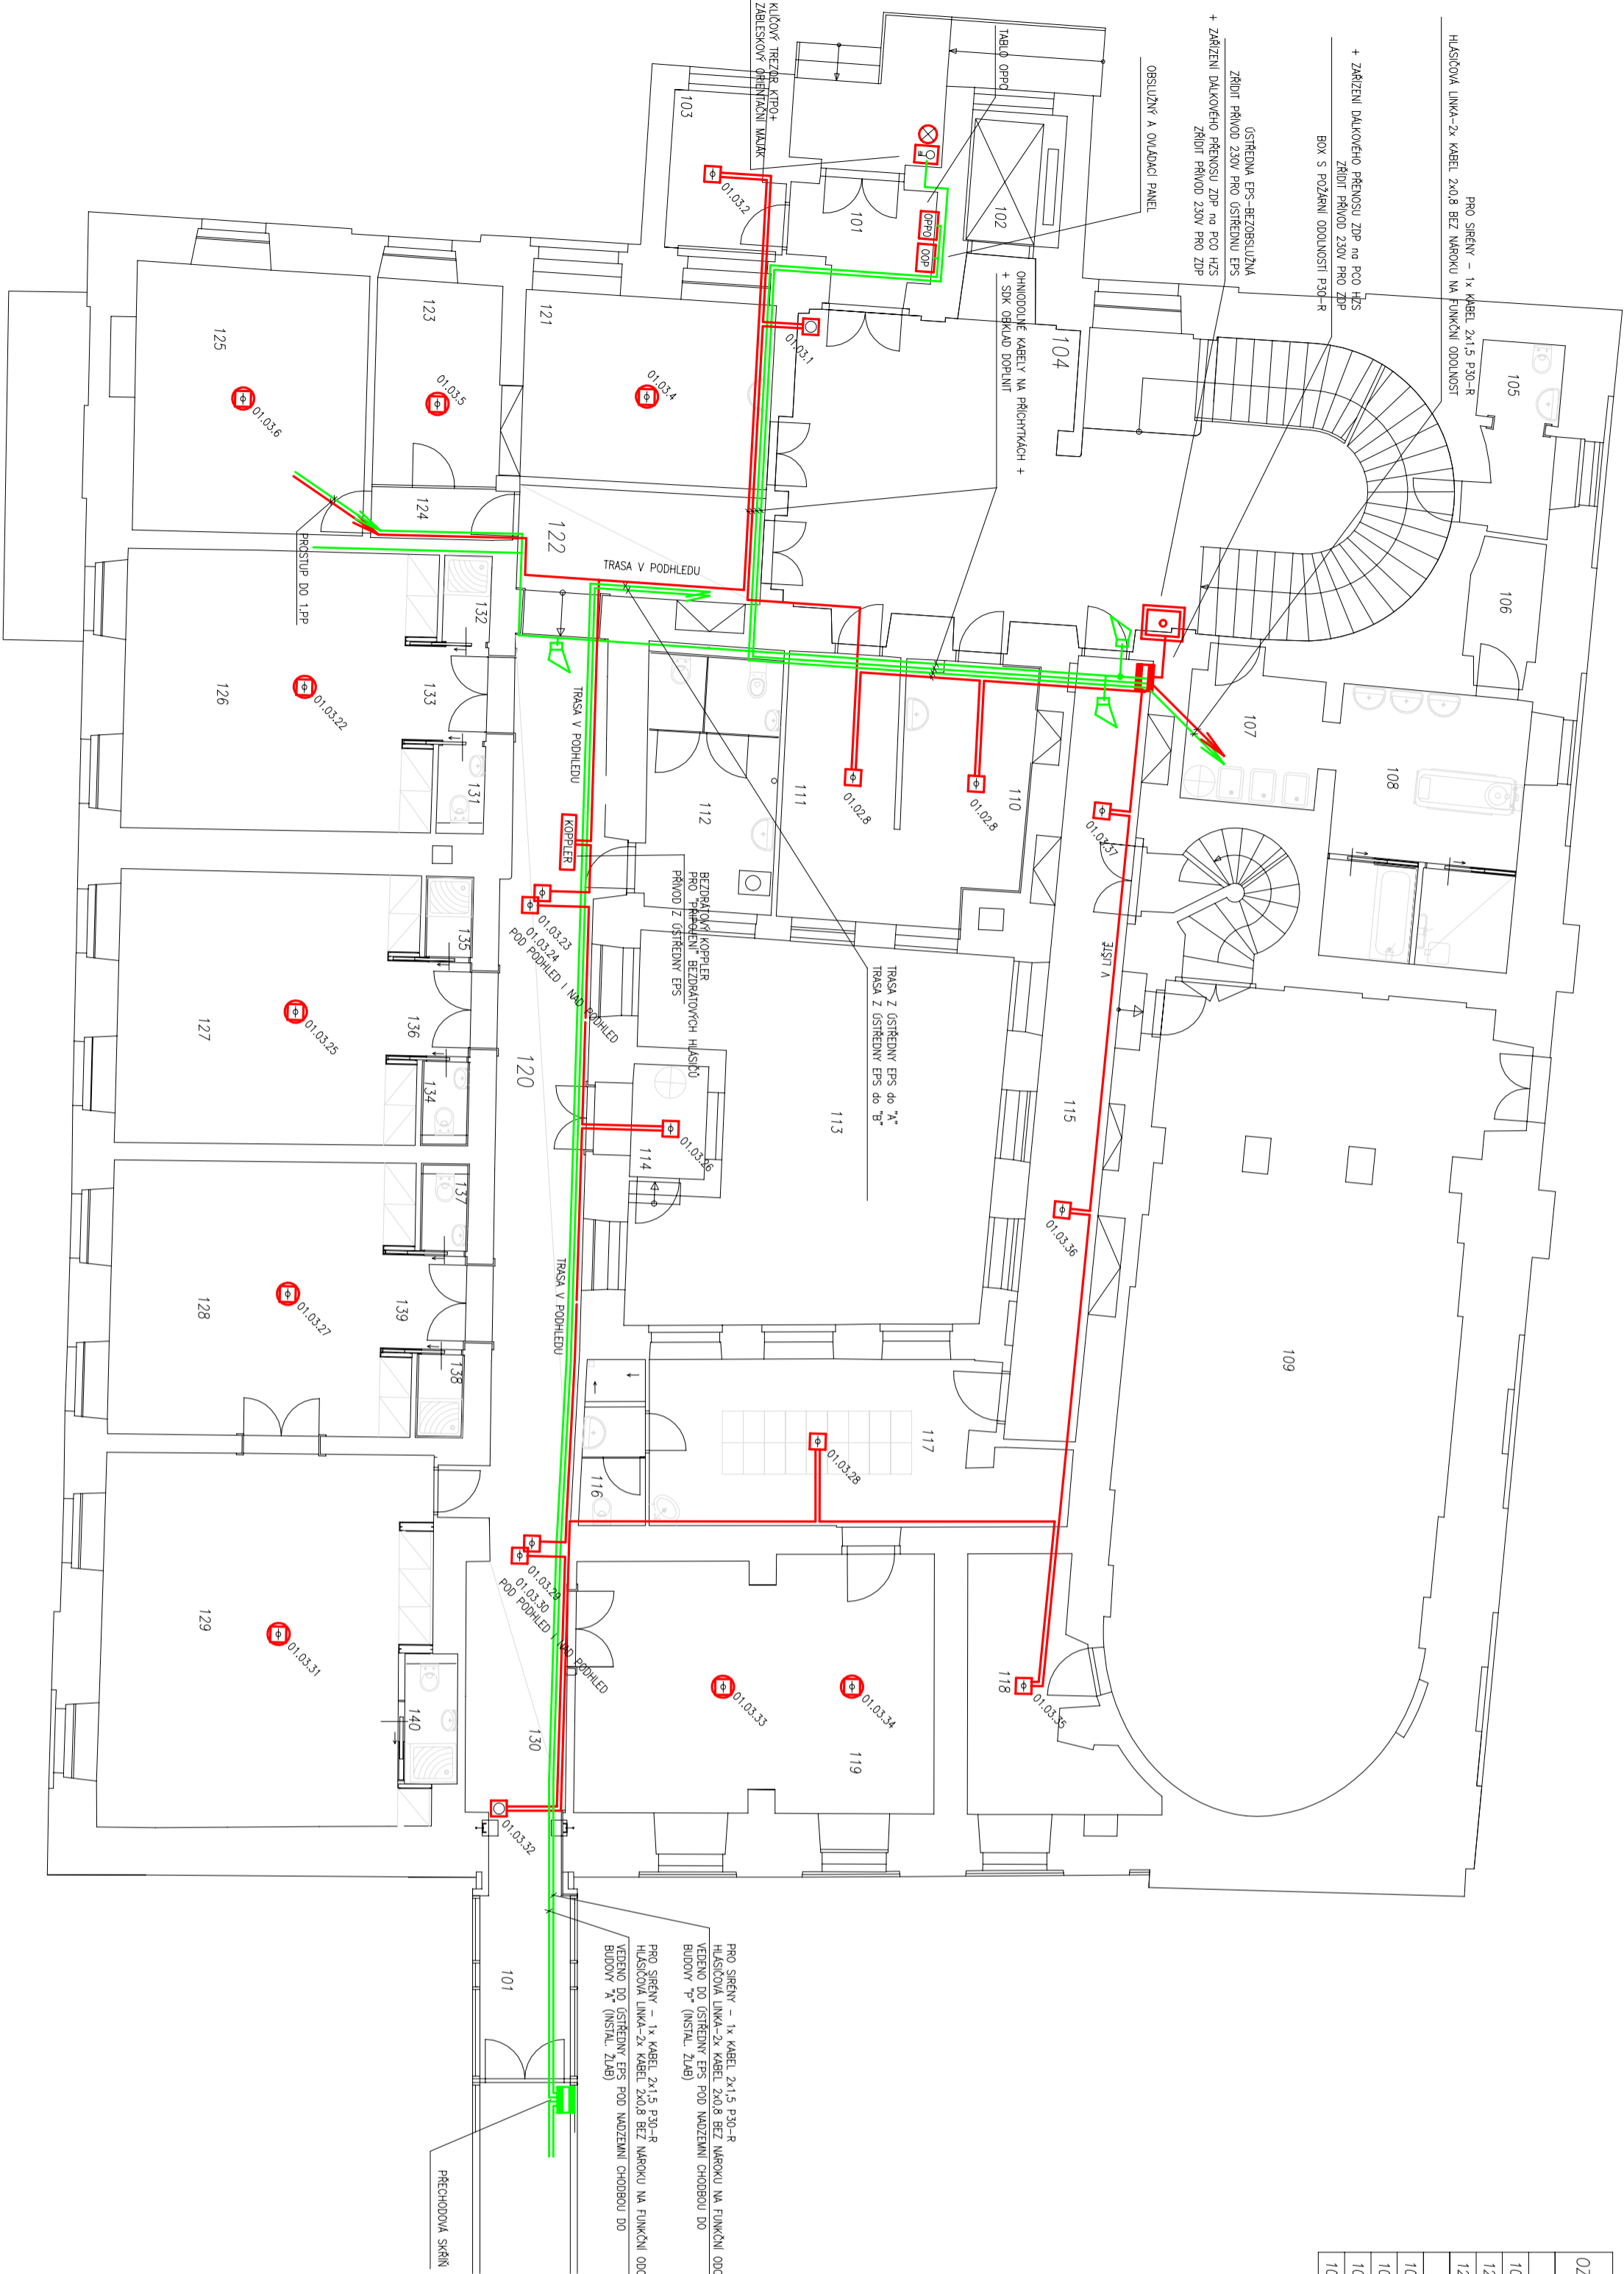 PRO SIRÉNY – 1x KABEL 2x1,5 P30–R
HLÁSIČOVÁ LINKA–2x KABEL 2x0,8 BEZ NÁROKU NA FUNKČNÍ ODOLNOST
+ ZAŘÍZENÍ DÁLKOVÉHO PŘENOSU ZDP na PCO HZS
ZŘÍDIT PŘÍVOD 230V PRO ZDP
BOX S POŽÁRNÍ ODOLNOSTÍ P30–R
ÚSTŘEDNA EPS–BEZOBSLUŽNÁ
ZŘÍDIT PŘÍVOD 230V PRO ÚSTŘEDNU EPS
+ ZAŘÍZENÍ DÁLKOVÉHO PŘENOSU ZDP na PCO HZS
ZŘÍDIT PŘÍVOD 230V PRO ZDP
OBSLUŽNÝ A OVLÁDACÍ PANEL
TABLO OPPO
KLÍČOVÝ TREZOR KTPO+
ZÁBLESKOVÝ ORIENTAČNÍ MAJÁK
OHNIODOLNÉ KABELY NA PŘÍCHYTKÁCH +
+ SDK OBKLAD DOPLNIT
OPPO
OOP
101
102
103
104
105
106
107
108
109
110
111
112
113
114
115
116
117
118
119
120
121
122
123
124
125
126
127
128
129
130
131
132
133
134
135
136
137
138
139
140
101
01.03.1
01.03.2
01.03.4
01.03.5
01.03.6
01.02.8
01.02.8
01.03.22
01.03.23
01.03.24
POD PODHLED I NAD PODHLED
01.03.25
01.03.26
01.03.27
01.03.28
01.03.29
01.03.30
POD PODHLED I NAD PODHLED
01.03.31
01.03.32
01.03.33
01.03.34
01.03.35
01.03.36
01.03.37
V LIŠTĚ
TRASA V PODHLEDU
TRASA V PODHLEDU
TRASA V PODHLEDU
PROSTUP DO 1.PP
KOPPLER
BEZDRÁTOVÝ KOPPLER
PRO "PŘIPOJENÍ" BEZDRÁTOVÝCH HLÁSIČŮ
PŘÍVOD Z ÚSTŘEDNY EPS
TRASA Z ÚSTŘEDNY EPS do "A"
TRASA Z ÚSTŘEDNY EPS do "B"
PRO SIRÉNY – 1x KABEL 2x1,5 P30–R
HLÁSIČOVÁ LINKA–2x KABEL 2x0,8 BEZ NÁROKU NA FUNKČNÍ ODO
VEDENO DO ÚSTŘEDNY EPS POD NADZEMNÍ CHODBOU DO
BUDOVY "P" (INSTAL. ŽLAB)
PRO SIRÉNY – 1x KABEL 2x1,5 P30–R
HLÁSIČOVÁ LINKA–2x KABEL 2x0,8 BEZ NÁROKU NA FUNKČNÍ ODO
VEDENO DO ÚSTŘEDNY EPS POD NADZEMNÍ CHODBOU DO
BUDOVY "A" (INSTAL. ŽLAB)
PŘECHODOVÁ SKŘÍŇ